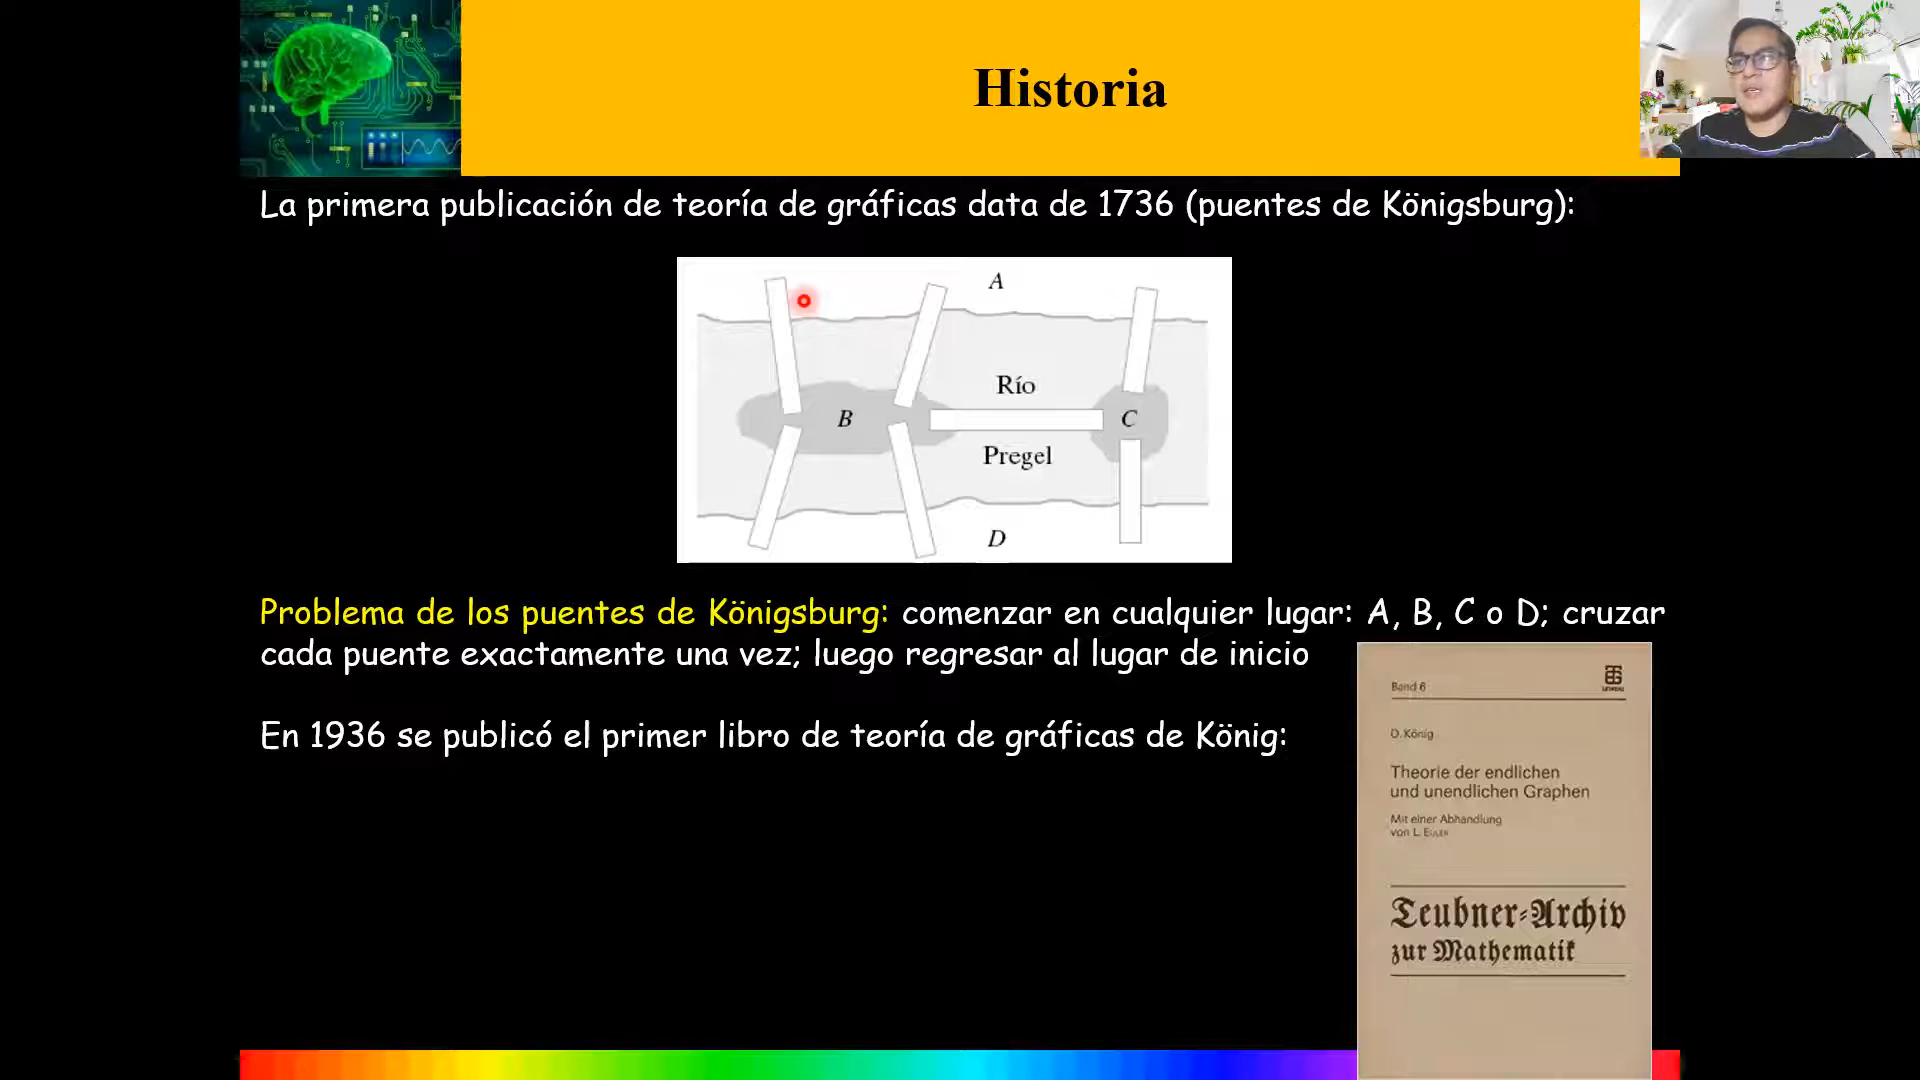 Historia
La primera publicación de teoría de gráficas data de 1736 (puentes de Königsburg):
A
Río
B
C
Pregel
D
Problema de los puentes de Königsburg: comenzar en cualquier lugar: A, B, C o D; cruzar
cada puente exactamente una vez; luego regresar al lugar de inicio
En 1936 se publicó el primer libro de teoría de gráficas de König:
Band 6
D. König
Theorie der endlichen
und unendlichen Graphen
Mit einer Abhandlung
von L. EULER
Teubner-Archiv
zur Mathematik